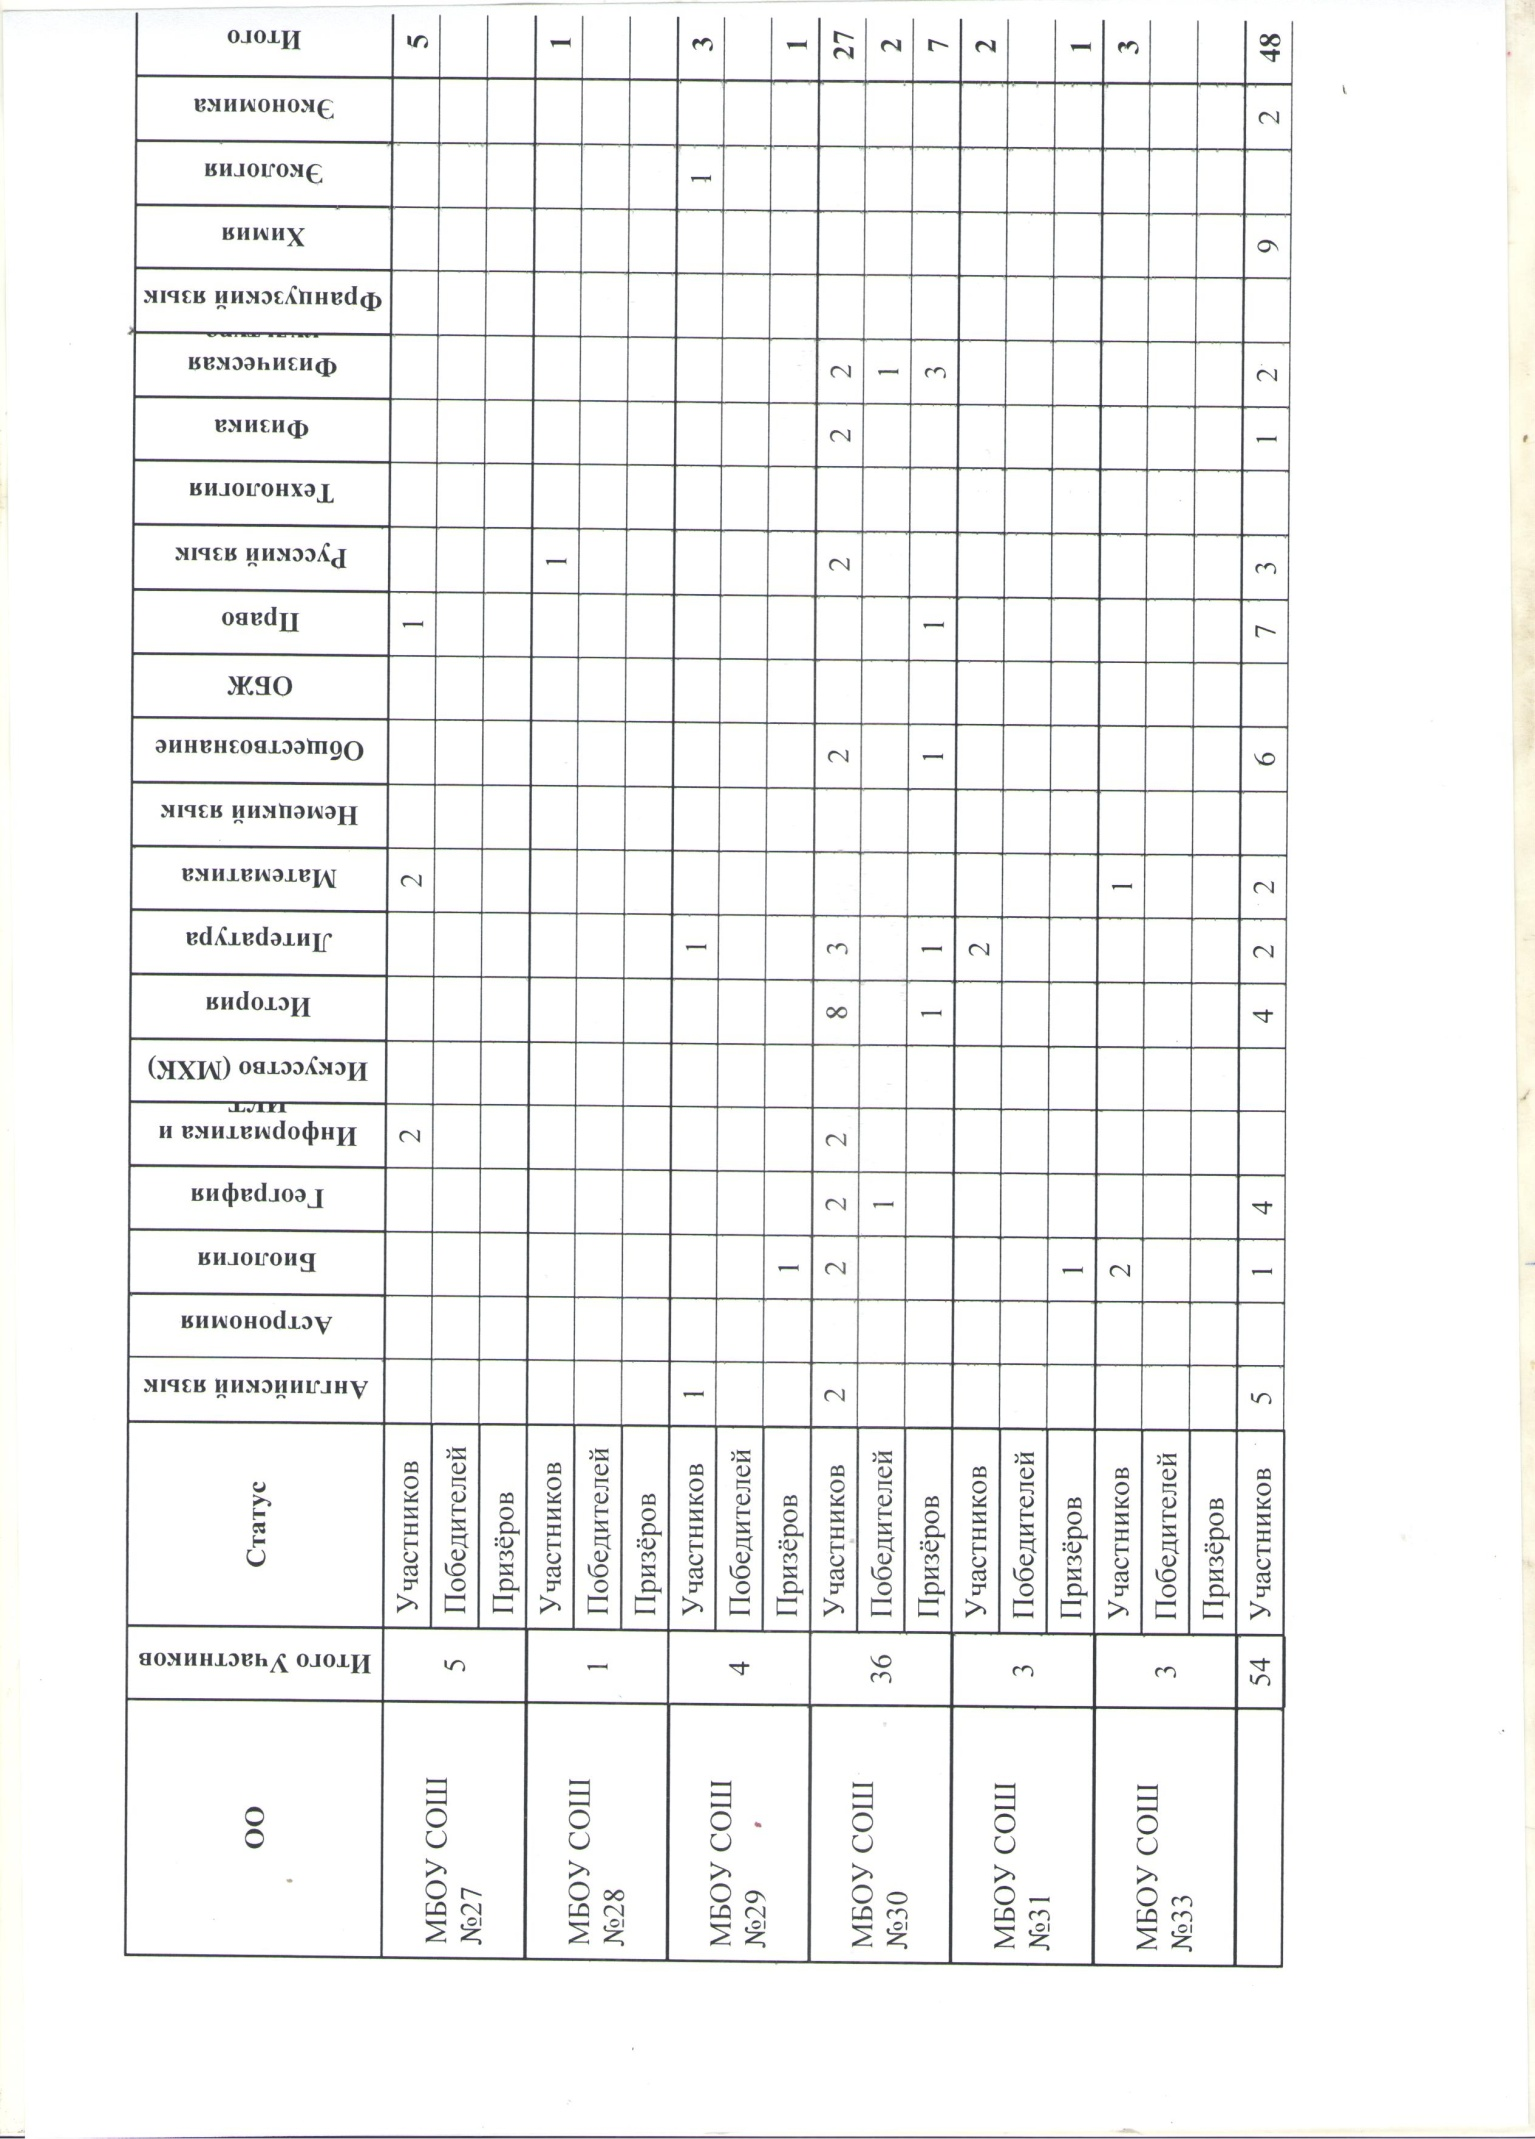 ОО
Итого Участников
Статус
Английский язык
Астрономия
Биология
География
Информатика и
ИКТ
Искусство (МХК)
История
Литература
Математика
Немецкий язык
Обществознание
ОБЖ
Право
Русский язык
Технология
Физика
Физическая
Французский язык
Химия
Экология
Экономика
Итого
МБОУ СОШ
№27
5
Участников 2 2 1 1 5
Победителей
Призёров
МБОУ СОШ
№28
1
Участников 1 1
Победителей
Призёров
МБОУ СОШ
№29
4
Участников 1 1 1 3
Победителей
Призёров 1 1
МБОУ СОШ
№30
36
Участников 2 2 2 2 8 3 2 2 2 2 27
Победителей 1 1 2
Призёров 1 1 1 1 3 7
МБОУ СОШ
№31
3
Участников 2 2
Победителей
Призёров 1 1
МБОУ СОШ
№33
3
Участников 2 1 3
Победителей
Призёров
54 Участников 5 1 4 4 2 2 6 7 3 1 2 9 2 48